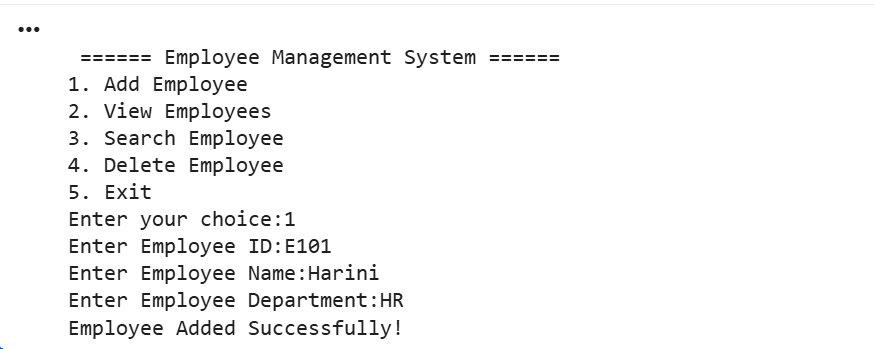 •••
====== Employee Management System ======
1. Add Employee
2. View Employees
3. Search Employee
4. Delete Employee
5. Exit
Enter your choice:1
Enter Employee ID:E101
Enter Employee Name:Harini
Enter Employee Department:HR
Employee Added Successfully!